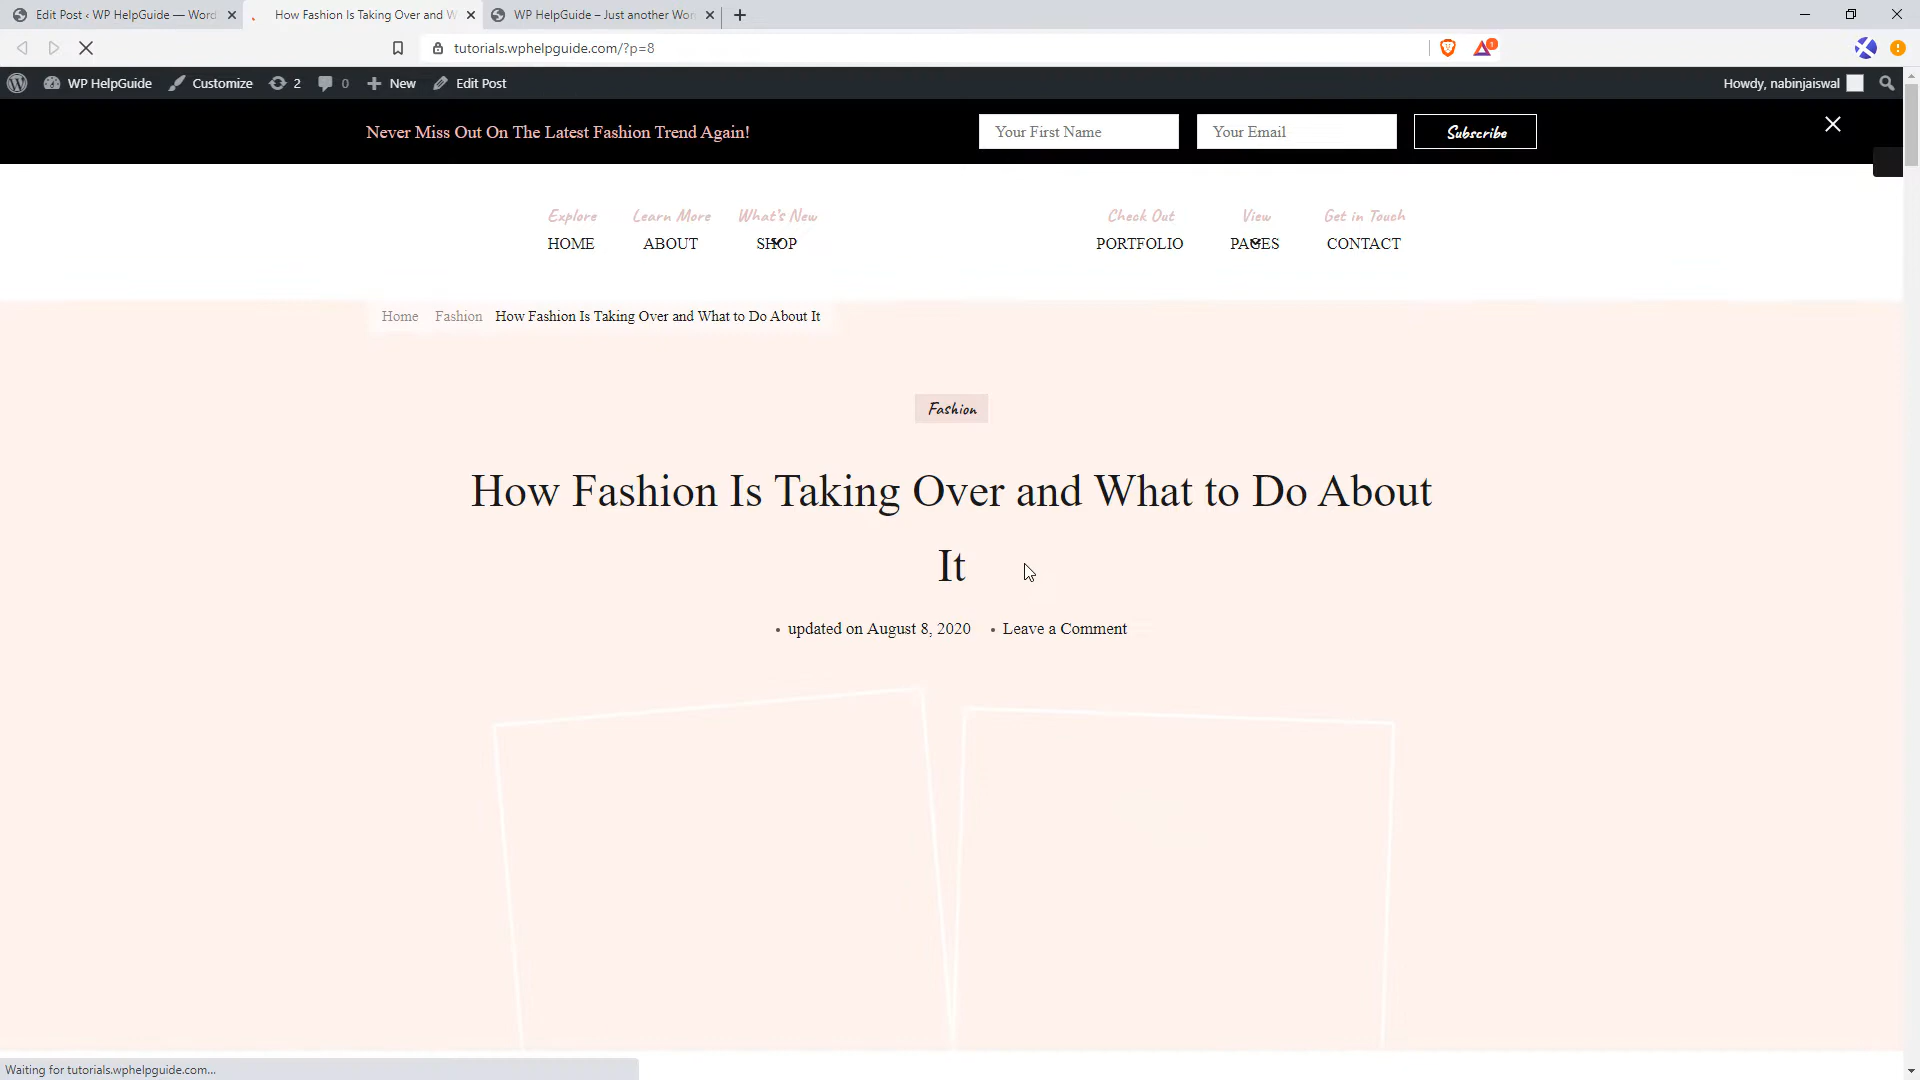 Edit Post ‹ WP HelpGuide — Word
How Fashion Is Taking Over and W
WP HelpGuide – Just another Wor
tutorials.wphelpguide.com/?p=8
1
WP HelpGuide
Customize
2
0
New
Edit Post
Howdy, nabinjaiswal
Never Miss Out On The Latest Fashion Trend Again!
Your First Name
Your Email
Subscribe
Explore
Learn More
What's New
Check Out
View
Get in Touch
HOME
ABOUT
SHOP
PORTFOLIO
PAGES
CONTACT
Home
Fashion
How Fashion Is Taking Over and What to Do About It
Fashion
How Fashion Is Taking Over and What to Do About
It
• updated on August 8, 2020
• Leave a Comment
Waiting for tutorials.wphelpguide.com...